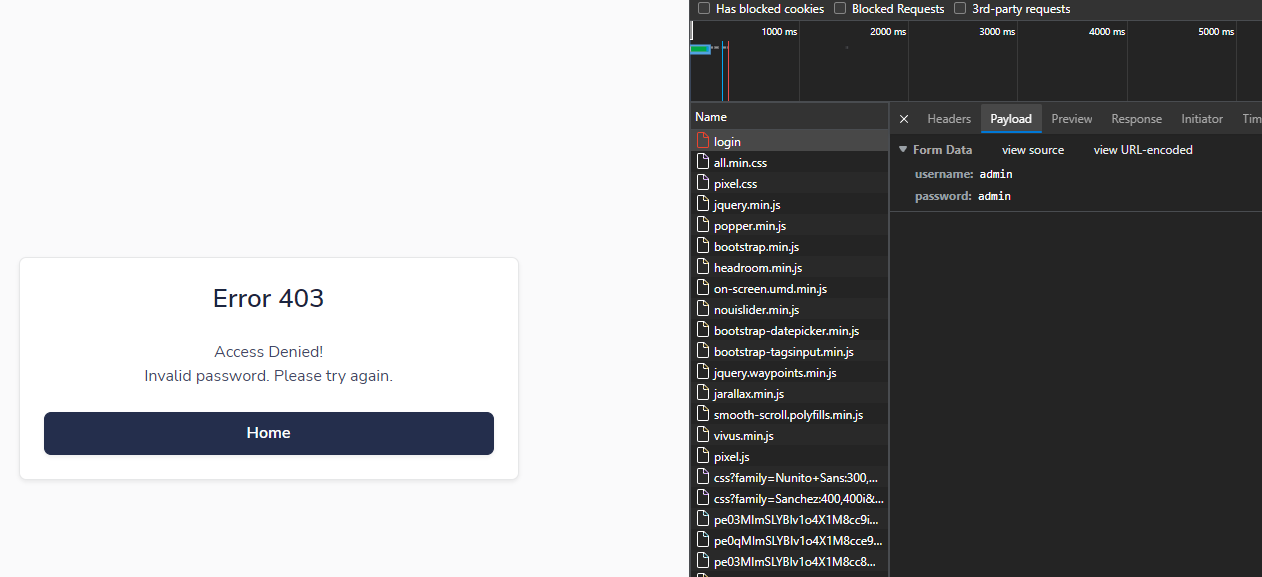 Error 403
Access Denied!
Invalid password. Please try again.
Home
Has blocked cookies Blocked Requests 3rd-party requests
1000 ms 2000 ms 3000 ms 4000 ms 5000 ms
Name
login
all.min.css
pixel.css
jquery.min.js
popper.min.js
bootstrap.min.js
headroom.min.js
on-screen.umd.min.js
nouislider.min.js
bootstrap-datepicker.min.js
bootstrap-tagsinput.min.js
jquery.waypoints.min.js
jarallax.min.js
smooth-scroll.polyfills.min.js
vivus.min.js
pixel.js
css?family=Nunito+Sans:300,...
css?family=Sanchez:400,400i&...
pe03MImSLYBIv1o4X1M8cc9i...
pe0qMImSLYBIv1o4X1M8cce9...
pe03MImSLYBIv1o4X1M8cc8...
Headers Payload Preview Response Initiator Tim
Form Data view source view URL-encoded
username: admin
password: admin